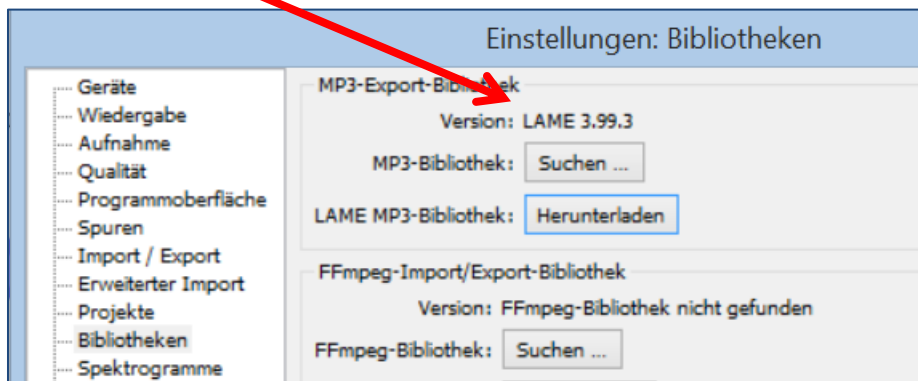 Einstellungen: Bibliotheken
Geräte
Wiedergabe
Aufnahme
Qualität
Programmoberfläche
Spuren
Import / Export
Erweiterter Import
Projekte
Bibliotheken
Spektrogramme
MP3-Export-Bibliothek
Version: LAME 3.99.3
MP3-Bibliothek: Suchen ...
LAME MP3-Bibliothek: Herunterladen
FFmpeg-Import/Export-Bibliothek
Version: FFmpeg-Bibliothek nicht gefunden
FFmpeg-Bibliothek: Suchen ...